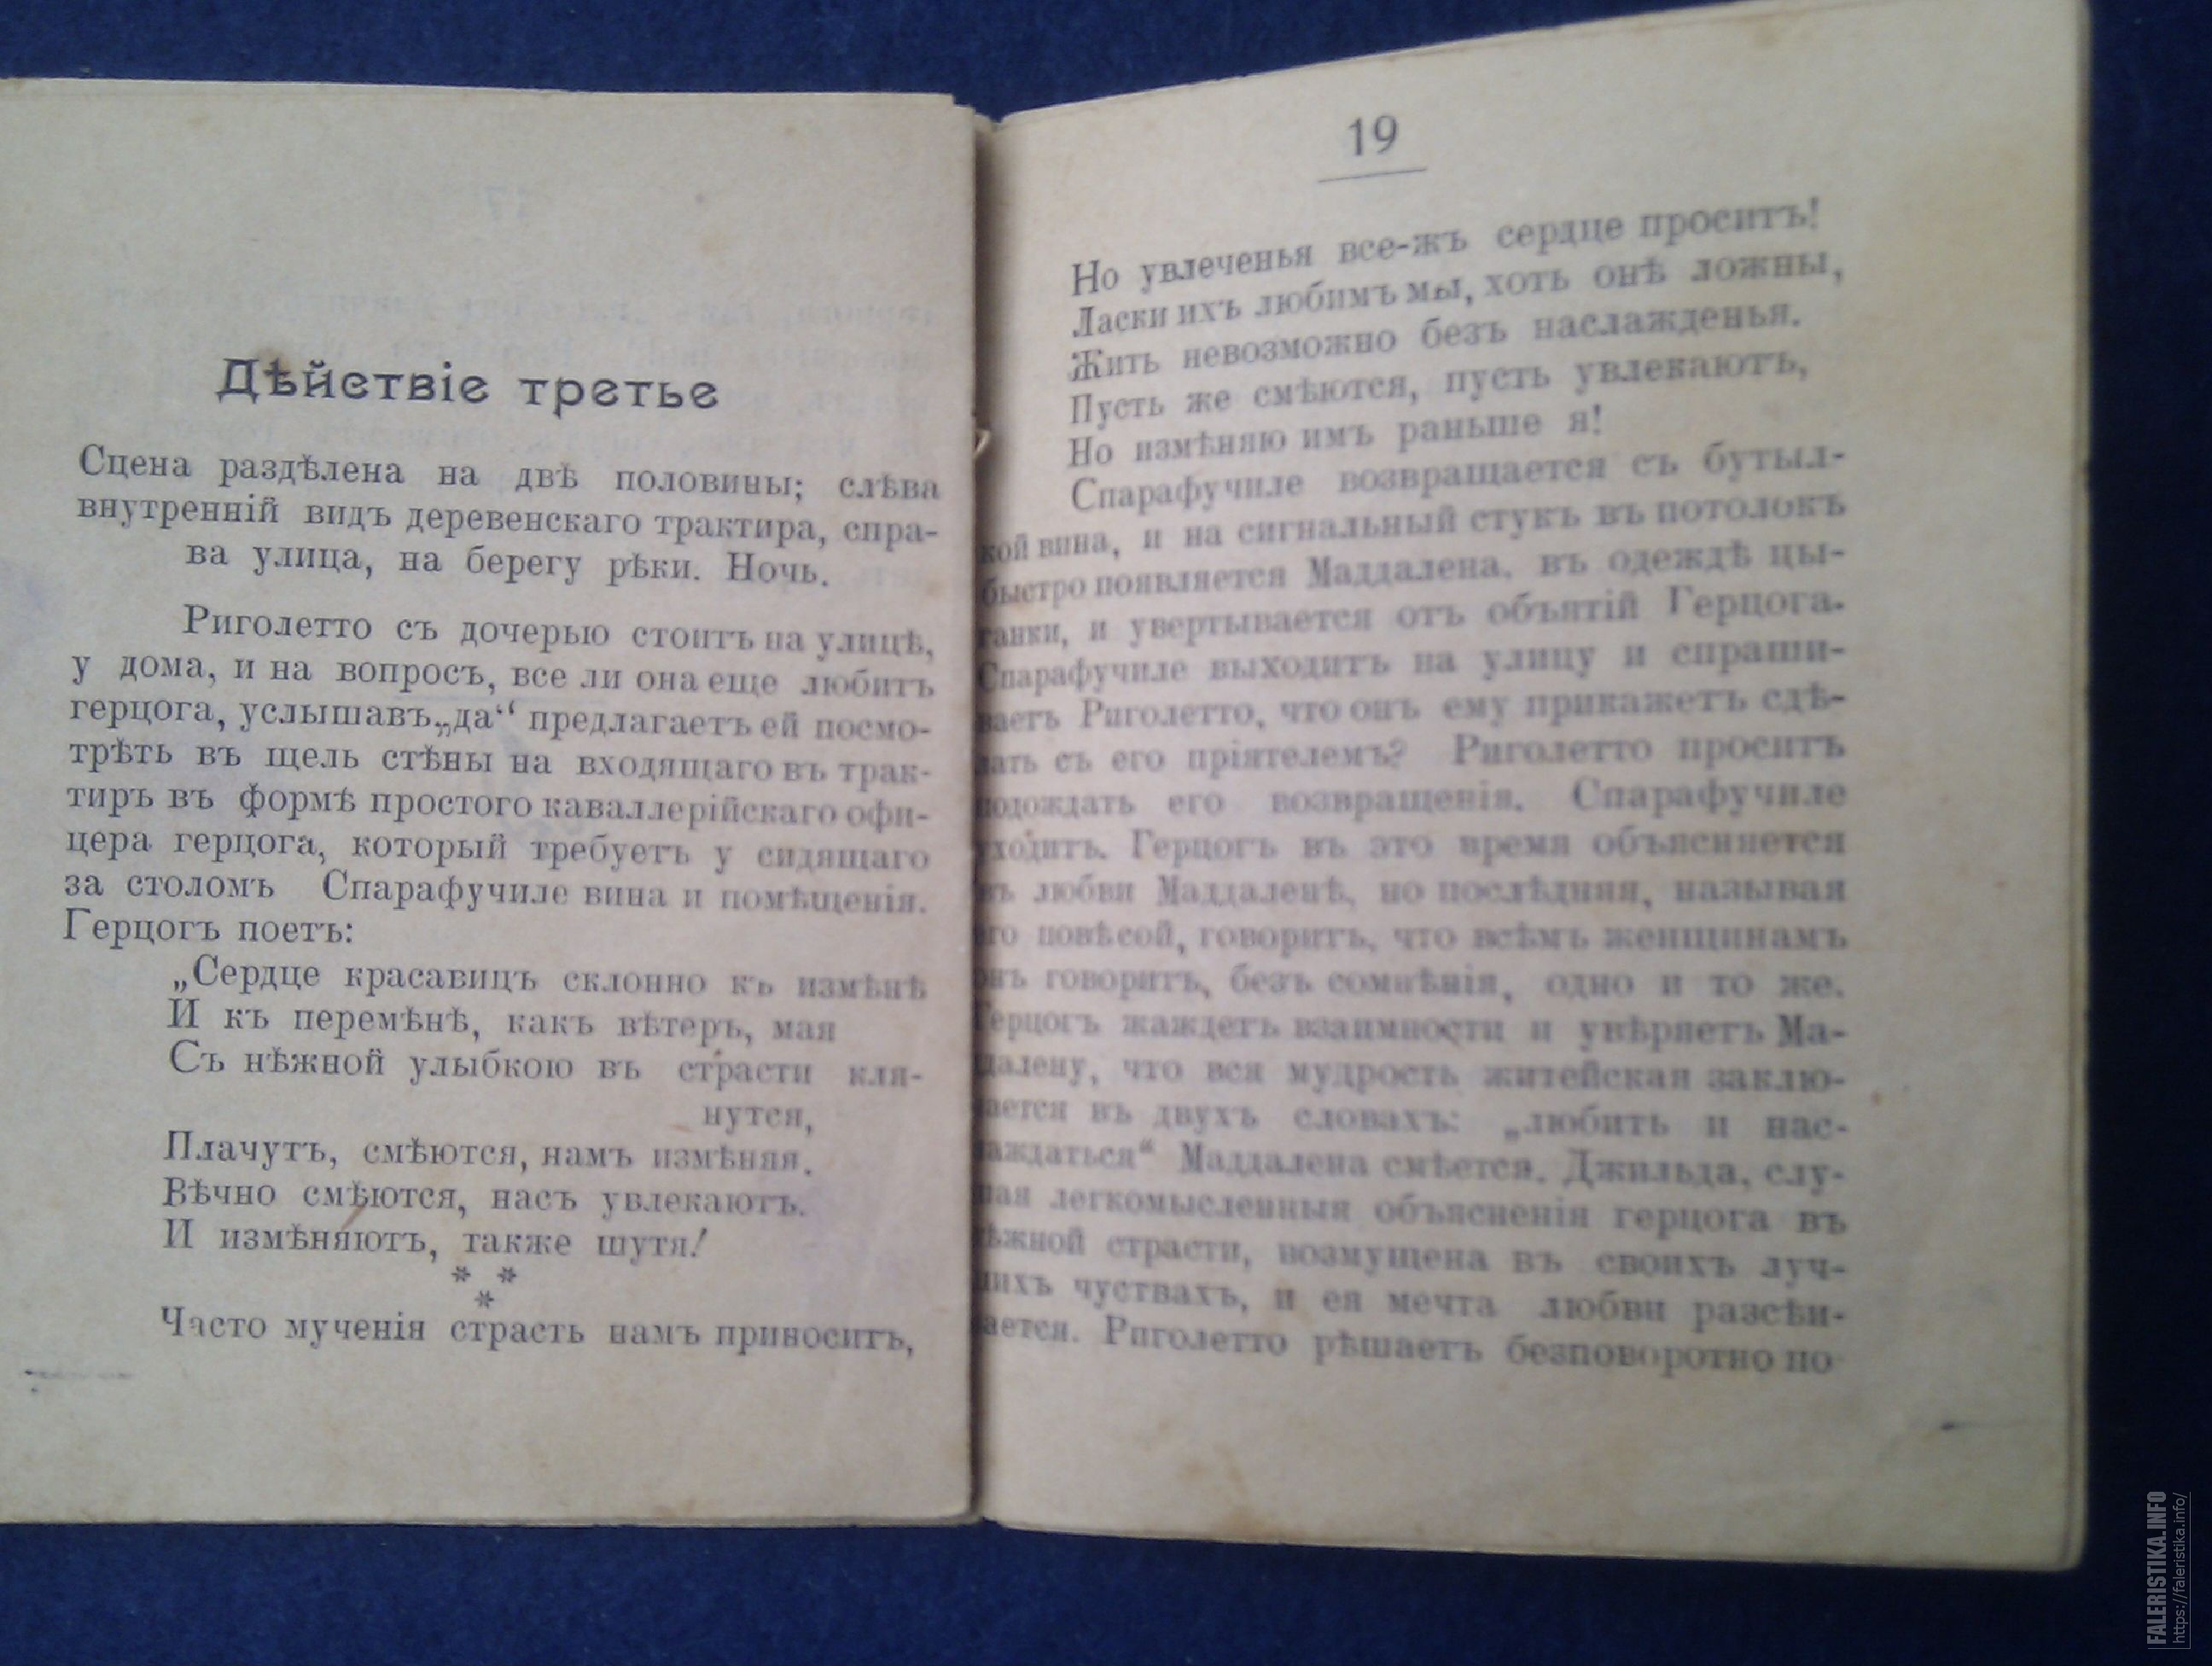 Дѣйствіе третье
Сцена раздѣлена на двѣ половины; слѣва
внутренній видъ деревенскаго трактира, спра-
ва улица, на берегу рѣки. Ночь.
Риголетто съ дочерью стоитъ на улицѣ,
у дома, и на вопросъ, все ли она еще любитъ
герцога, услышавъ „да“ предлагаетъ ей посмо-
трѣть въ щель стѣны на входящаго въ трак-
тиръ въ формѣ простого каваллерійскаго офи-
цера герцога, который требуетъ у сидящаго
за столомъ Спарафучиле вина и помѣщенія.
Герцогъ поетъ:
„Сердце красавицъ склонно къ измѣнѣ
И къ перемѣнѣ, какъ вѣтеръ, мая
Съ нѣжной улыбкою въ страсти кля-
нутся,
Плачутъ, смѣются, намъ измѣняя.
Вѣчно смѣются, насъ увлекаютъ.
И измѣняютъ, также шутя!
* *
*
Часто мученія страсть намъ приноситъ,
19
Но увлеченья все-жъ сердце проситъ!
Ласки ихъ любимъ мы, хоть онѣ ложны,
Жить невозможно безъ наслажденья.
Пусть же смѣются, пусть увлекаютъ,
Но измѣняю имъ раньше я!
Спарафучиле возвращается съ бутыл-
кой вина, и на сигнальный стукъ въ потолокъ
быстро появляется Маддалена, въ одеждѣ цы-
ганки, и увертывается отъ объятій Герцога.
Спарафучиле выходитъ на улицу и спраши-
ваетъ Риголетто, что онъ ему прикажетъ сдѣ-
лать съ его пріятелемъ? Риголетто проситъ
подождать его возвращенія. Спарафучиле
уходитъ. Герцогъ въ это время объясняется
въ любви Маддаленѣ, но послѣдняя, называя
его повѣсой, говоритъ, что всѣмъ женщинамъ
онъ говоритъ, безъ сомнѣнія, одно и то же.
Герцогъ жаждетъ взаимности и увѣряетъ Ма-
ддалену, что вся мудрость житейская заклю-
чается въ двухъ словахъ: „любить и нас-
лаждаться“ Маддалена смѣется. Джильда, слу-
шая легкомысленныя объясненія герцога въ
нѣжной страсти, возмущена въ своихъ луч-
шихъ чуствахъ, и ея мечта любви разсѣи-
вается. Риголетто рѣшаетъ безповоротно по
FALERISTIKA.INFO
https://faleristika.info/